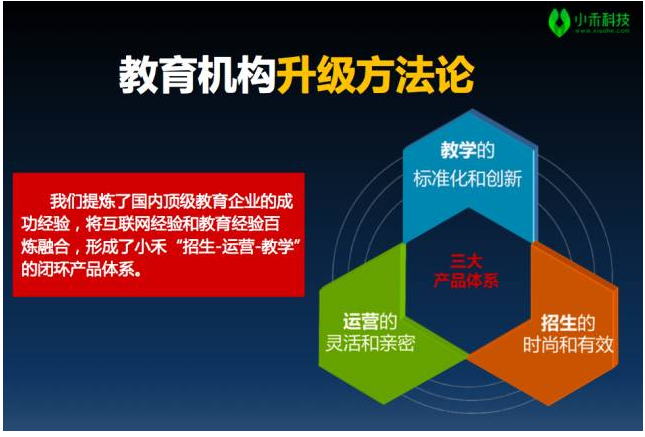 小禾科技
www.xiaohe.com
教育机构升级方法论
我们提炼了国内顶级教育企业的成
功经验，将互联网经验和教育经验百
炼融合，形成了小禾“招生-运营-教学”
的闭环产品体系。
教学的
标准化和创新
三大
产品体系
运营的
灵活和亲密
招生的
时尚和有效